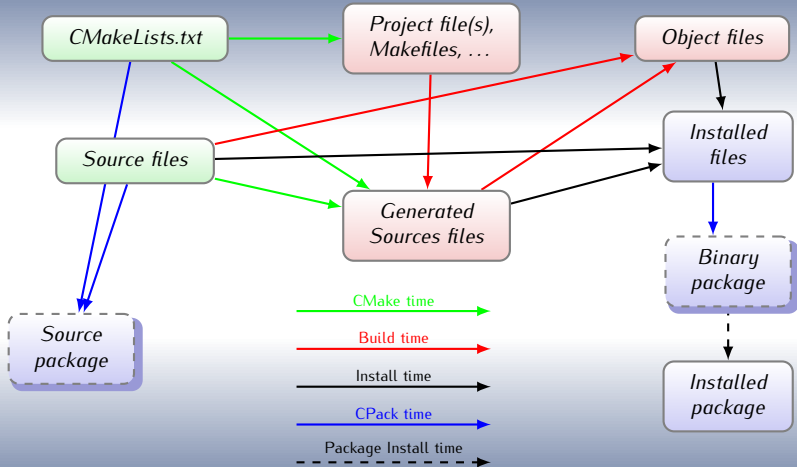 CMakeLists.txt
Project file(s),
Makefiles, ...
Object files
Source files
Installed
files
Generated
Sources files
Binary
package
Source
package
Installed
package
CMake time
Build time
Install time
CPack time
Package Install time